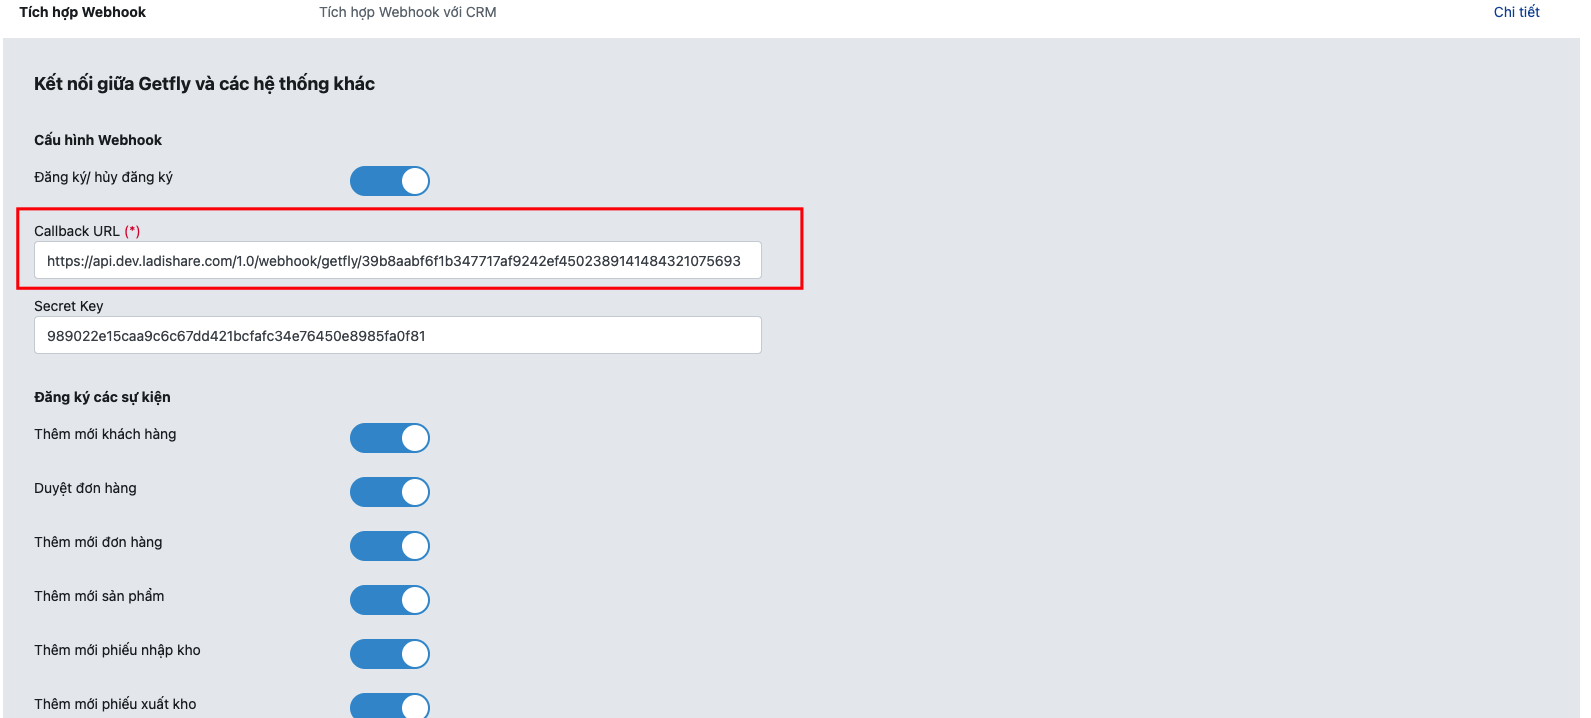 Tích hợp Webhook Tích hợp Webhook với CRM Chi tiết
Kết nối giữa Getfly và các hệ thống khác
Cấu hình Webhook
Đăng ký/ hủy đăng ký
Callback URL (*)
https://api.dev.ladishare.com/1.0/webhook/getfly/39b8aabf6f1b347717af9242ef4502389141484321075693
Secret Key
989022e15caa9c6c67dd421bcfafc34e76450e8985fa0f81
Đăng ký các sự kiện
Thêm mới khách hàng
Duyệt đơn hàng
Thêm mới đơn hàng
Thêm mới sản phẩm
Thêm mới phiếu nhập kho
Thêm mới phiếu xuất kho